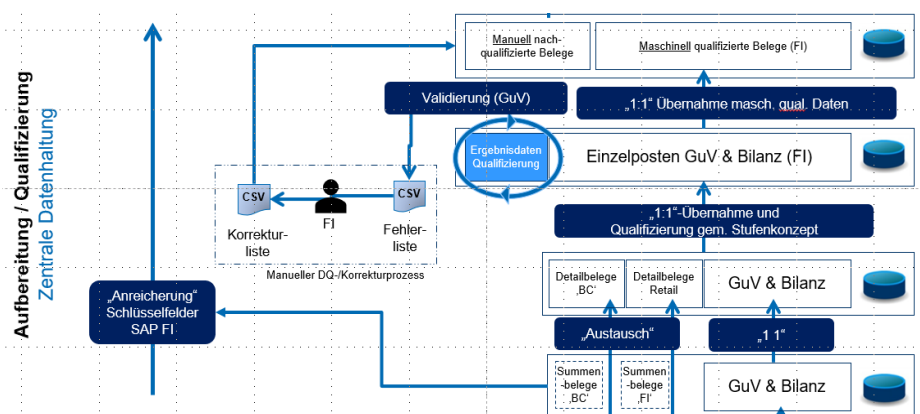 Aufbereitung / Qualifizierung
Zentrale Datenhaltung
Manuell nach-
qualifizierte Belege
Maschinell qualifizierte Belege (FI)
Validierung (GuV)
„1:1“ Übernahme masch. qual. Daten
Ergebnisdaten
Qualifizierung
Einzelposten GuV & Bilanz (FI)
CSV
CSV
FI
Korrektur-
liste
Fehler-
liste
Manueller DQ-/Korrekturprozess
„1:1“-Übernahme und
Qualifizierung gem. Stufenkonzept
Detailbelege
‚BC‘
Detailbelege
Retail
GuV & Bilanz
„Anreicherung“
Schlüsselfelder
SAP FI
„Austausch“
„1 1“
Summen-
belege
‚BC‘
Summen-
belege
‚FI‘
GuV & Bilanz